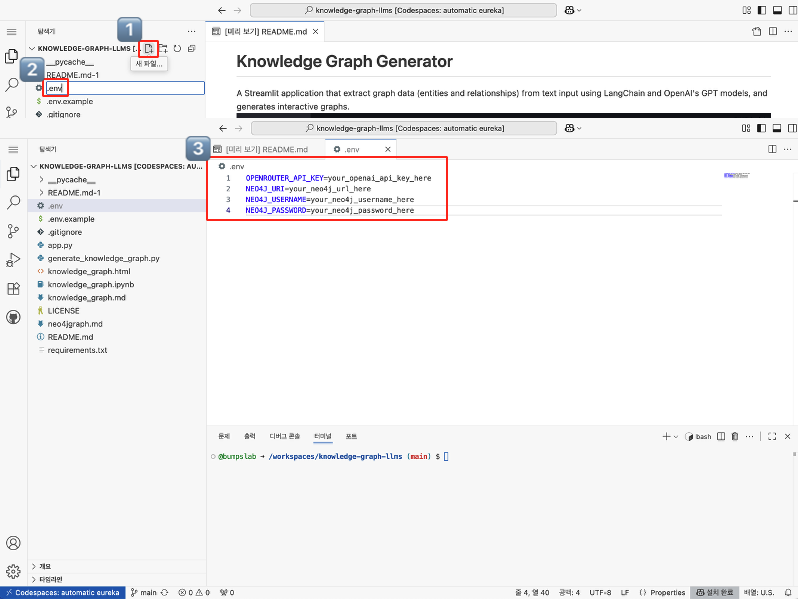 knowledge-graph-llms [Codespaces: automatic eureka]
1
탐색기
[미리 보기] README.md
KNOWLEDGE-GRAPH-LLMS [...
새 파일...
__pycache__
README.md-1
2
.env
.env.example
.gitignore
Knowledge Graph Generator
A Streamlit application that extract graph data (entities and relationships) from text input using LangChain and OpenAI's GPT models, and
generates interactive graphs.
knowledge-graph-llms [Codespaces: automatic eureka]
탐색기
3
[미리 보기] README.md
.env
KNOWLEDGE-GRAPH-LLMS [CODESPACES: AU...
__pycache__
README.md-1
.env
.env.example
.gitignore
app.py
generate_knowledge_graph.py
knowledge_graph.html
knowledge_graph.ipynb
knowledge_graph.md
LICENSE
neo4jgraph.md
README.md
requirements.txt
.env
1 OPENROUTER_API_KEY=your_openai_api_key_here
2 NEO4J_URI=your_neo4j_url_here
3 NEO4J_USERNAME=your_neo4j_username_here
4 NEO4J_PASSWORD=your_neo4j_password_here
문제 출력 디버그 콘솔 터미널 포트
bash
@bumpslab → /workspaces/knowledge-graph-llms (main) $
개요
타임라인
Codespaces: automatic eureka main 0 0 0 줄 4, 열 40 공백: 4 UTF-8 LF {} Properties 설치 완료 배열: U.S.